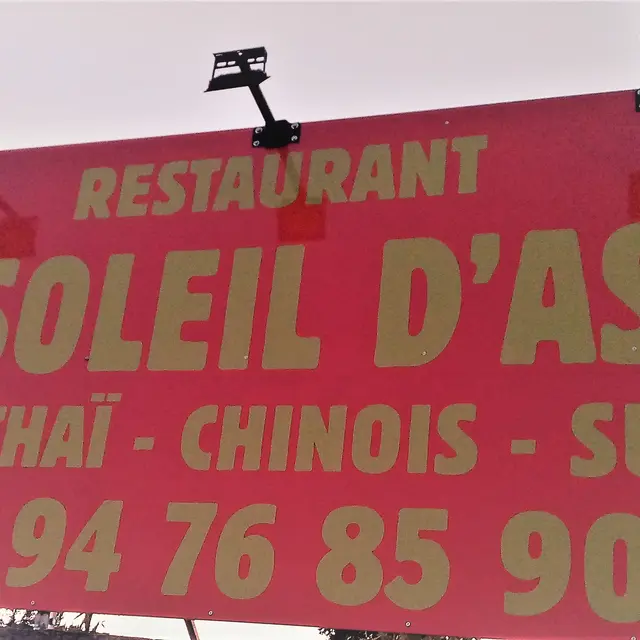 RESTAURANT
SOLEIL D'AS
THAÏ - CHINOIS - SU
94 76 85 90